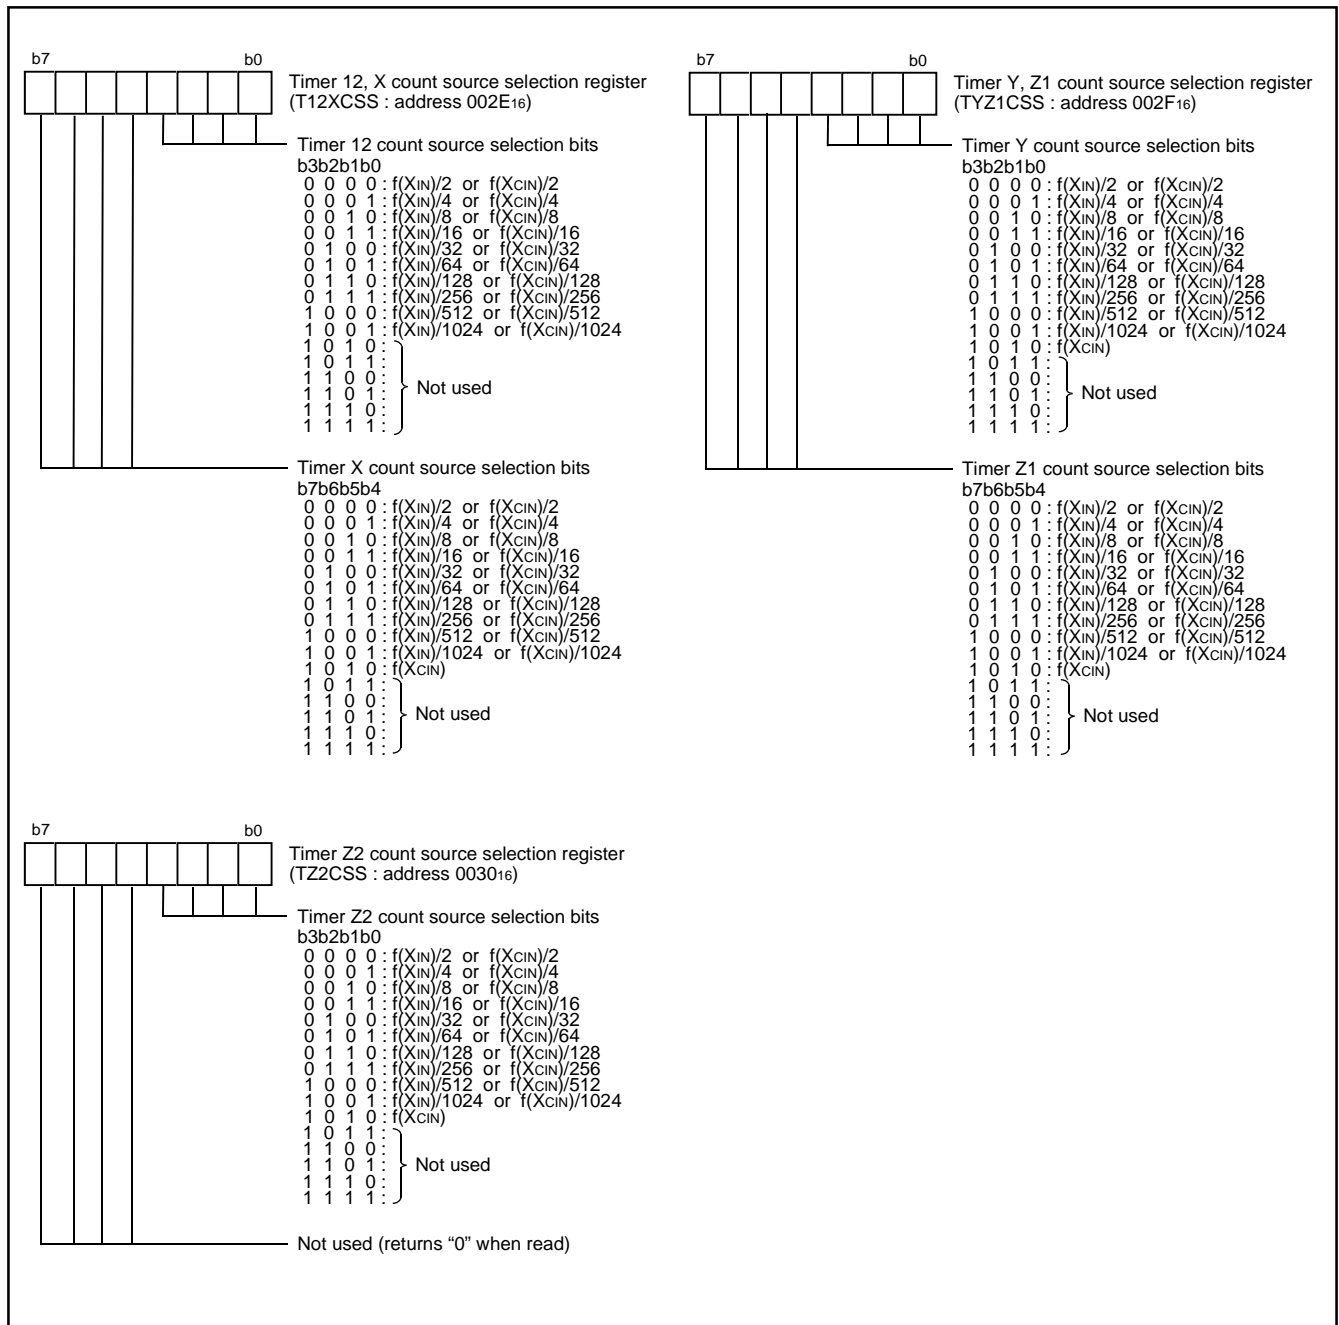 b7 b0
Timer 12, X count source selection register
(T12XCSS : address 002E16)
Timer 12 count source selection bits
b3b2b1b0
0 0 0 0 : f(XIN)/2 or f(XCIN)/2
0 0 0 1 : f(XIN)/4 or f(XCIN)/4
0 0 1 0 : f(XIN)/8 or f(XCIN)/8
0 0 1 1 : f(XIN)/16 or f(XCIN)/16
0 1 0 0 : f(XIN)/32 or f(XCIN)/32
0 1 0 1 : f(XIN)/64 or f(XCIN)/64
0 1 1 0 : f(XIN)/128 or f(XCIN)/128
0 1 1 1 : f(XIN)/256 or f(XCIN)/256
1 0 0 0 : f(XIN)/512 or f(XCIN)/512
1 0 0 1 : f(XIN)/1024 or f(XCIN)/1024
1 0 1 0 :
1 0 1 1 :
1 1 0 0 :
1 1 0 1 :
1 1 1 0 :
1 1 1 1 :
Not used
Timer X count source selection bits
b7b6b5b4
0 0 0 0 : f(XIN)/2 or f(XCIN)/2
0 0 0 1 : f(XIN)/4 or f(XCIN)/4
0 0 1 0 : f(XIN)/8 or f(XCIN)/8
0 0 1 1 : f(XIN)/16 or f(XCIN)/16
0 1 0 0 : f(XIN)/32 or f(XCIN)/32
0 1 0 1 : f(XIN)/64 or f(XCIN)/64
0 1 1 0 : f(XIN)/128 or f(XCIN)/128
0 1 1 1 : f(XIN)/256 or f(XCIN)/256
1 0 0 0 : f(XIN)/512 or f(XCIN)/512
1 0 0 1 : f(XIN)/1024 or f(XCIN)/1024
1 0 1 0 : f(XCIN)
1 0 1 1 :
1 1 0 0 :
1 1 0 1 :
1 1 1 0 :
1 1 1 1 :
Not used
b7 b0
Timer Y, Z1 count source selection register
(TYZ1CSS : address 002F16)
Timer Y count source selection bits
b3b2b1b0
0 0 0 0 : f(XIN)/2 or f(XCIN)/2
0 0 0 1 : f(XIN)/4 or f(XCIN)/4
0 0 1 0 : f(XIN)/8 or f(XCIN)/8
0 0 1 1 : f(XIN)/16 or f(XCIN)/16
0 1 0 0 : f(XIN)/32 or f(XCIN)/32
0 1 0 1 : f(XIN)/64 or f(XCIN)/64
0 1 1 0 : f(XIN)/128 or f(XCIN)/128
0 1 1 1 : f(XIN)/256 or f(XCIN)/256
1 0 0 0 : f(XIN)/512 or f(XCIN)/512
1 0 0 1 : f(XIN)/1024 or f(XCIN)/1024
1 0 1 0 : f(XCIN)
1 0 1 1 :
1 1 0 0 :
1 1 0 1 :
1 1 1 0 :
1 1 1 1 :
Not used
Timer Z1 count source selection bits
b7b6b5b4
0 0 0 0 : f(XIN)/2 or f(XCIN)/2
0 0 0 1 : f(XIN)/4 or f(XCIN)/4
0 0 1 0 : f(XIN)/8 or f(XCIN)/8
0 0 1 1 : f(XIN)/16 or f(XCIN)/16
0 1 0 0 : f(XIN)/32 or f(XCIN)/32
0 1 0 1 : f(XIN)/64 or f(XCIN)/64
0 1 1 0 : f(XIN)/128 or f(XCIN)/128
0 1 1 1 : f(XIN)/256 or f(XCIN)/256
1 0 0 0 : f(XIN)/512 or f(XCIN)/512
1 0 0 1 : f(XIN)/1024 or f(XCIN)/1024
1 0 1 0 : f(XCIN)
1 0 1 1 :
1 1 0 0 :
1 1 0 1 :
1 1 1 0 :
1 1 1 1 :
Not used
b7 b0
Timer Z2 count source selection register
(TZ2CSS : address 003016)
Timer Z2 count source selection bits
b3b2b1b0
0 0 0 0 : f(XIN)/2 or f(XCIN)/2
0 0 0 1 : f(XIN)/4 or f(XCIN)/4
0 0 1 0 : f(XIN)/8 or f(XCIN)/8
0 0 1 1 : f(XIN)/16 or f(XCIN)/16
0 1 0 0 : f(XIN)/32 or f(XCIN)/32
0 1 0 1 : f(XIN)/64 or f(XCIN)/64
0 1 1 0 : f(XIN)/128 or f(XCIN)/128
0 1 1 1 : f(XIN)/256 or f(XCIN)/256
1 0 0 0 : f(XIN)/512 or f(XCIN)/512
1 0 0 1 : f(XIN)/1024 or f(XCIN)/1024
1 0 1 0 : f(XCIN)
1 0 1 1 :
1 1 0 0 :
1 1 0 1 :
1 1 1 0 :
1 1 1 1 :
Not used
Not used (returns “0” when read)